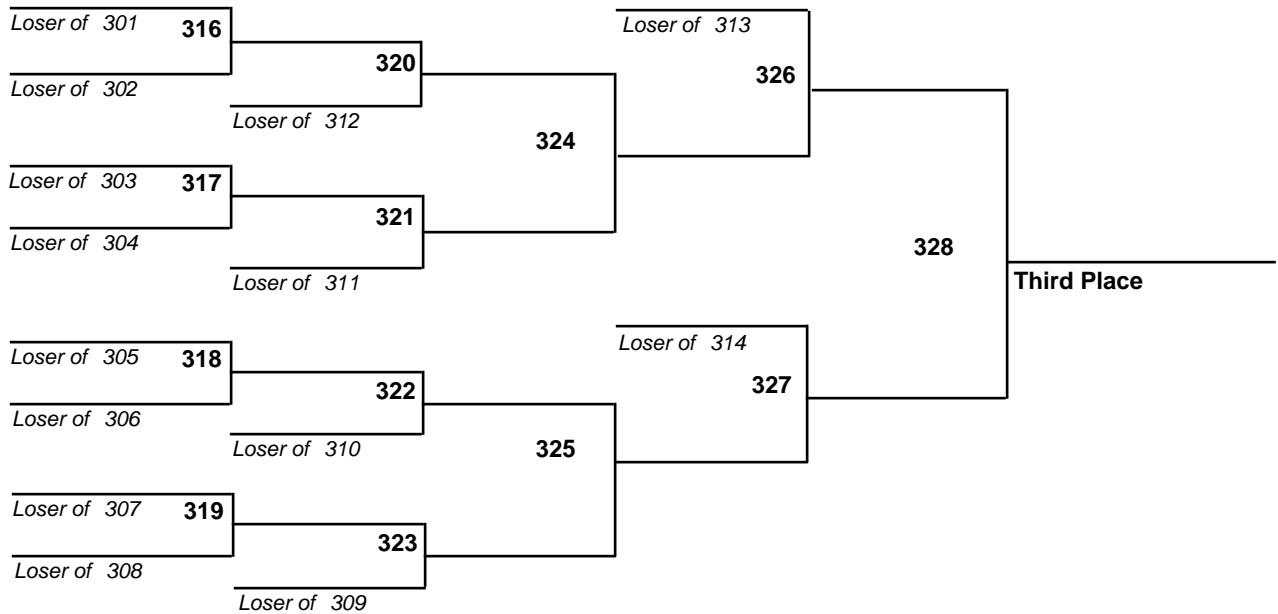 Loser of 301
316
Loser of 302
320
Loser of 312
Loser of 303
317
Loser of 304
321
Loser of 311
324
Loser of 313
326
Loser of 305
318
Loser of 306
322
Loser of 310
Loser of 307
319
Loser of 308
323
Loser of 309
325
Loser of 314
327
328
Third Place